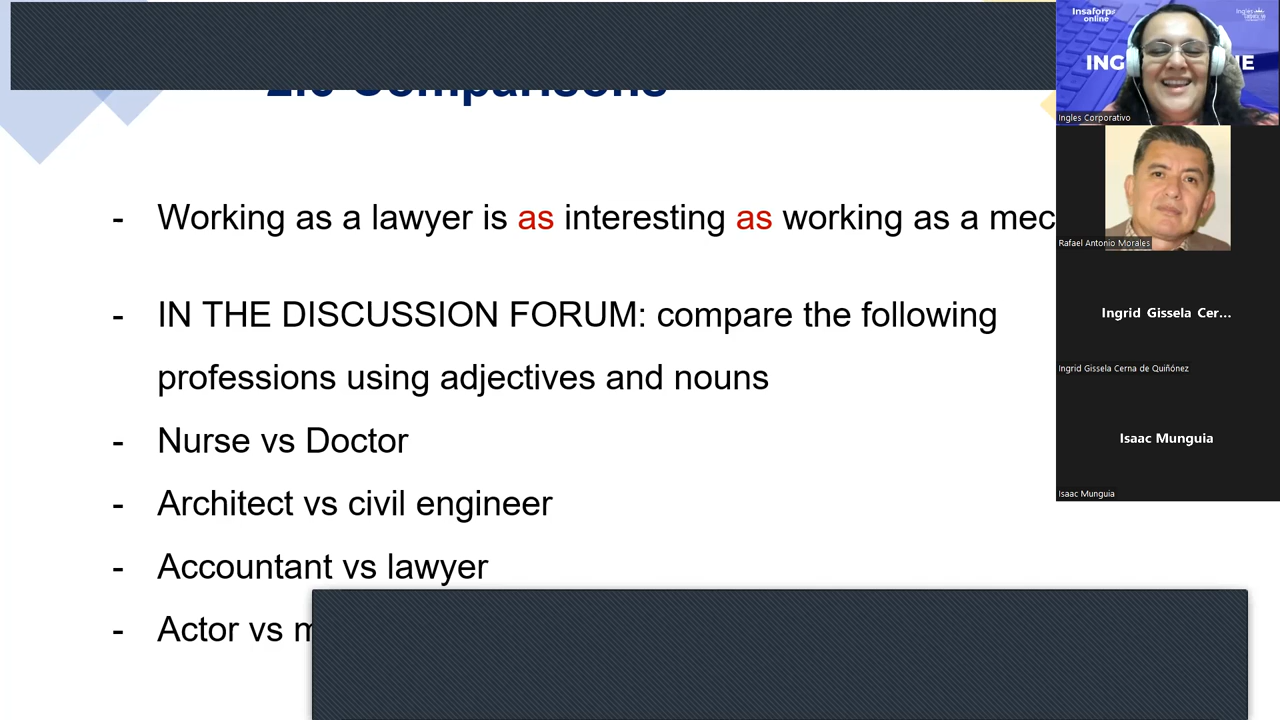 Comparisons
- Working as a lawyer is as interesting as working as a
- IN THE DISCUSSION FORUM: compare the following
professions using adjectives and nouns
- Nurse vs Doctor
- Architect vs civil engineer
- Accountant vs lawyer
- Actor vs
Insaforp
online
ING
Ingles Corporativo
Rafael Antonio Morales
Ingrid Gissela Cer...
Ingrid Gissela Cerna de Quiñónez
Isaac Munguia
Isaac Munguia